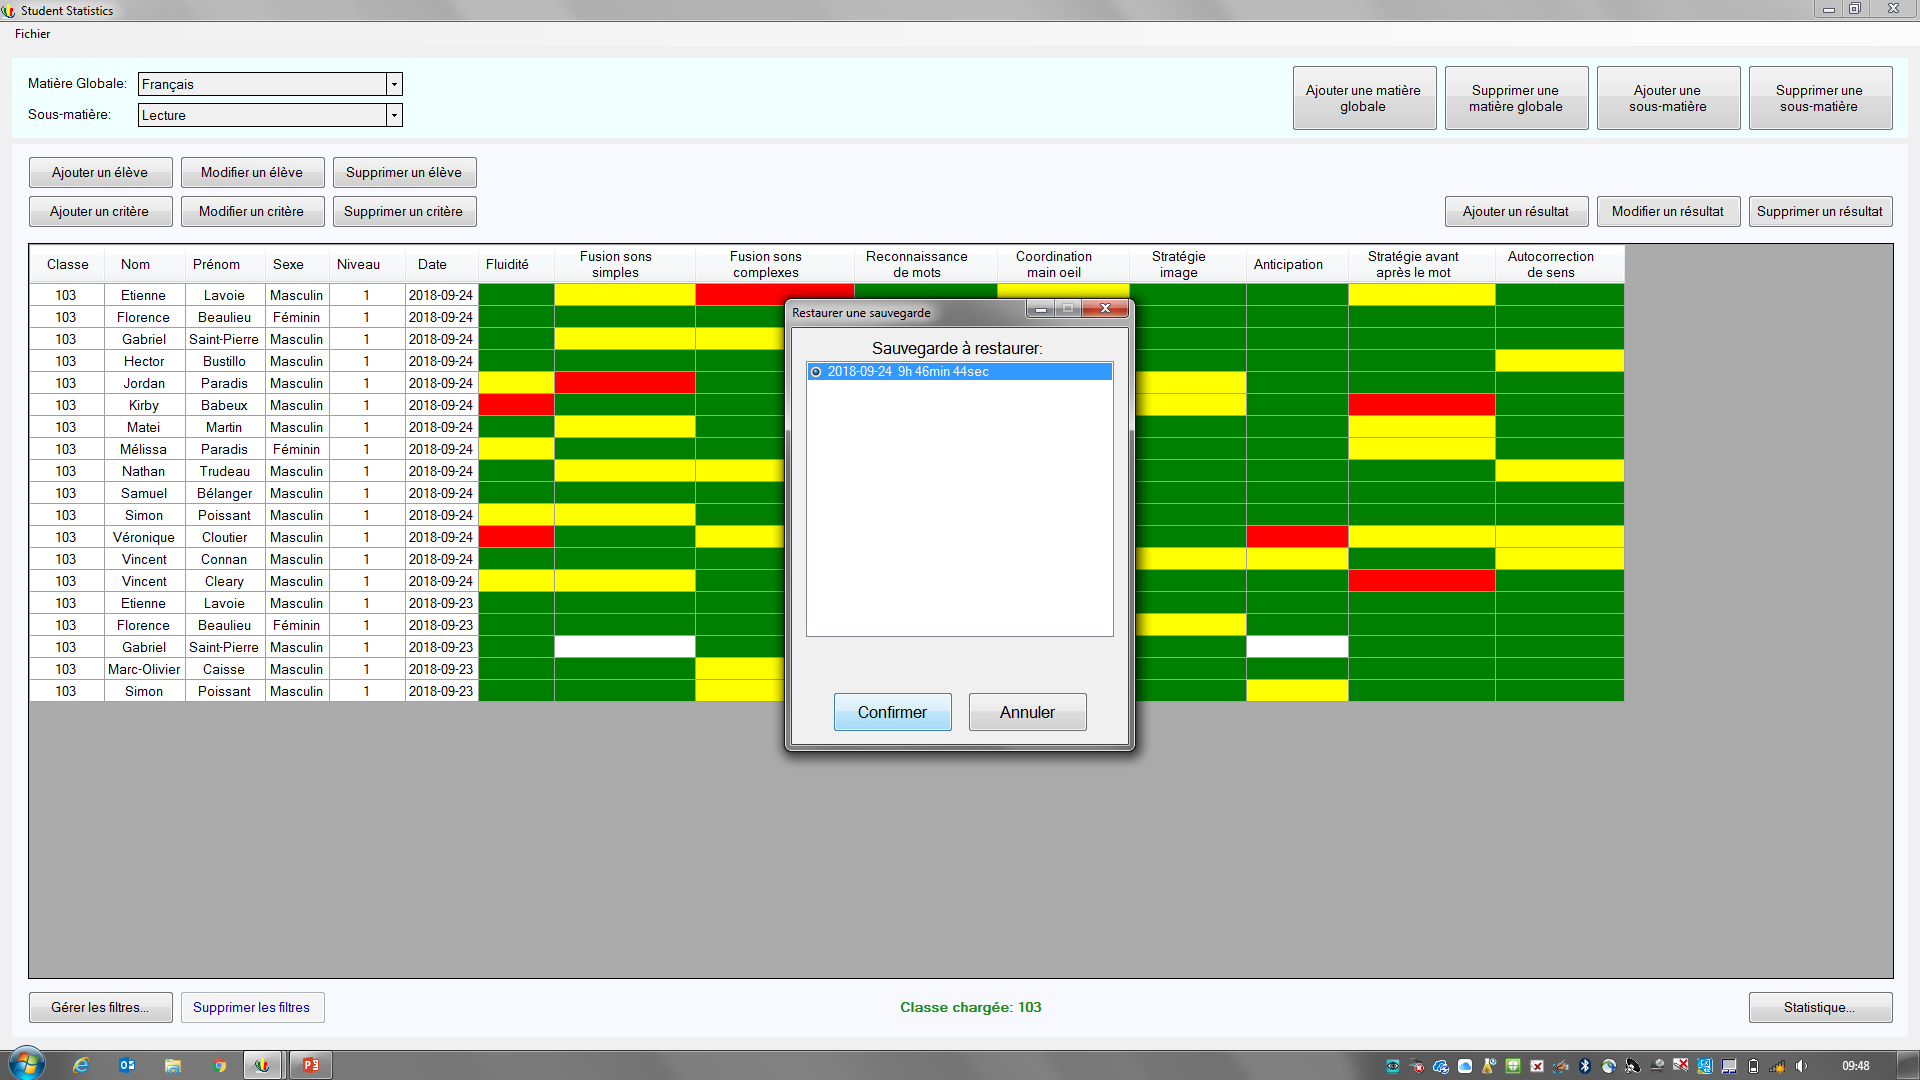 Student Statistics
Fichier
Matière Globale: Français
Sous-matière: Lecture
Ajouter une matière globale
Supprimer une matière globale
Ajouter une sous-matière
Supprimer une sous-matière
Ajouter un élève Modifier un élève Supprimer un élève
Ajouter un critère Modifier un critère Supprimer un critère
Ajouter un résultat Modifier un résultat Supprimer un résultat
Classe Nom Prénom Sexe Niveau Date Fluidité Fusion sons simples Fusion sons complexes Reconnaissance de mots Coordination main oeil Stratégie image Anticipation Stratégie avant après le mot Autocorrection de sens
103 Etienne Lavoie Masculin 1 2018-09-24
103 Florence Beaulieu Féminin 1 2018-09-24
103 Gabriel Saint-Pierre Masculin 1 2018-09-24
103 Hector Bustillo Masculin 1 2018-09-24
103 Jordan Paradis Masculin 1 2018-09-24
103 Kirby Babeux Masculin 1 2018-09-24
103 Matei Martin Masculin 1 2018-09-24
103 Mélissa Paradis Féminin 1 2018-09-24
103 Nathan Trudeau Masculin 1 2018-09-24
103 Samuel Bélanger Masculin 1 2018-09-24
103 Simon Poissant Masculin 1 2018-09-24
103 Véronique Cloutier Masculin 1 2018-09-24
103 Vincent Connan Masculin 1 2018-09-24
103 Vincent Cleary Masculin 1 2018-09-24
103 Etienne Lavoie Masculin 1 2018-09-23
103 Florence Beaulieu Féminin 1 2018-09-23
103 Gabriel Saint-Pierre Masculin 1 2018-09-23
103 Marc-Olivier Caisse Masculin 1 2018-09-23
103 Simon Poissant Masculin 1 2018-09-23
Restaurer une sauvegarde
Sauvegarde à restaurer:
2018-09-24 9h 46min 44sec
Confirmer Annuler
Gérer les filtres... Supprimer les filtres Classe chargée: 103 Statistique...
09:48